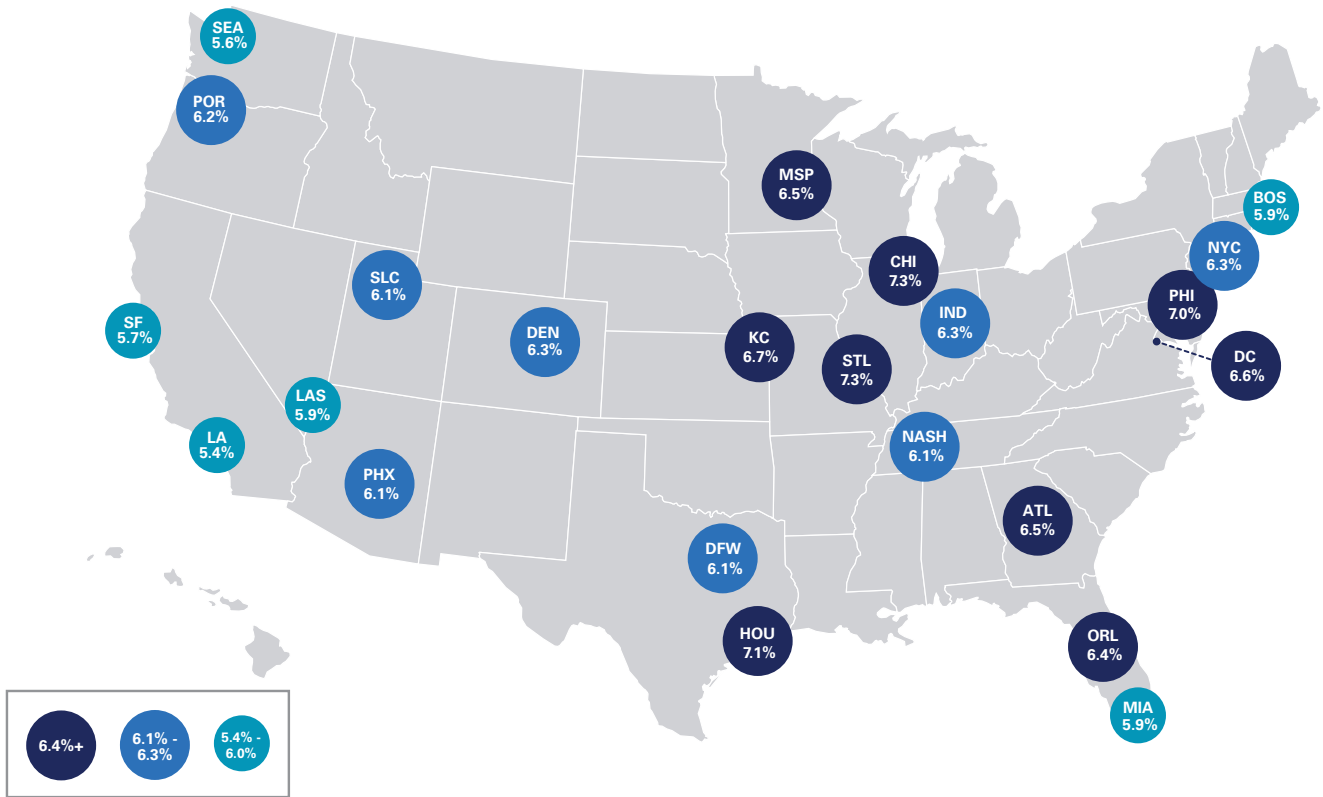 SEA
5.6%
POR
6.2%
MSP
6.5%
BOS
5.9%
NYC
6.3%
CHI
7.3%
SLC
6.1%
PHI
7.0%
IND
6.3%
SF
5.7%
DEN
6.3%
KC
6.7%
STL
7.3%
DC
6.6%
LAS
5.9%
LA
5.4%
NASH
6.1%
PHX
6.1%
ATL
6.5%
DFW
6.1%
HOU
7.1%
ORL
6.4%
MIA
5.9%
6.4%+
6.1% -
6.3%
5.4% -
6.0%